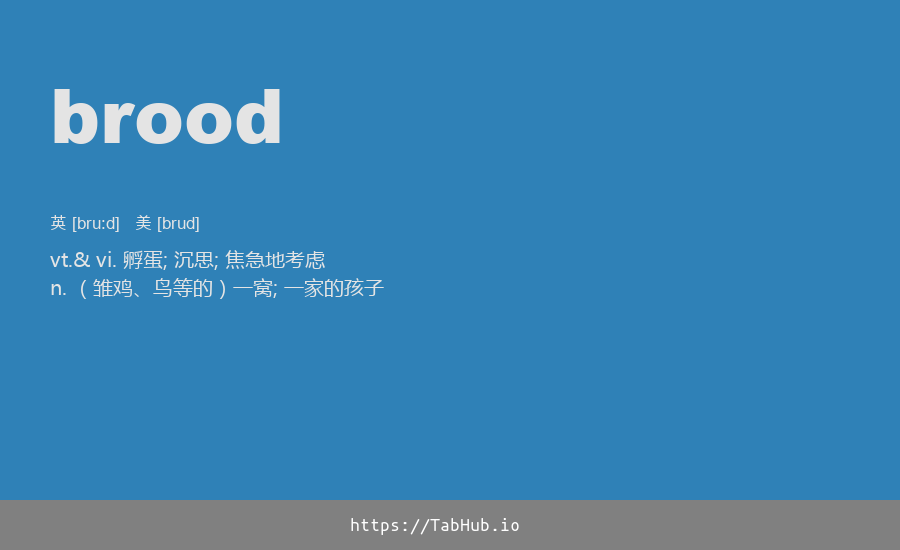 brood
英 [bru:d] 美 [brud]
vt.& vi. 孵蛋; 沉思; 焦急地考虑
n. （雏鸡、鸟等的）一窝; 一家的孩子
https://TabHub.io